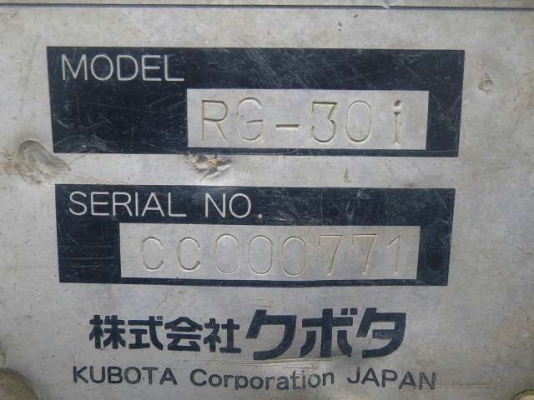 MODEL
RG-30i
SERIAL NO.
CC000771
株式会社クボタ
KUBOTA Corporation JAPAN